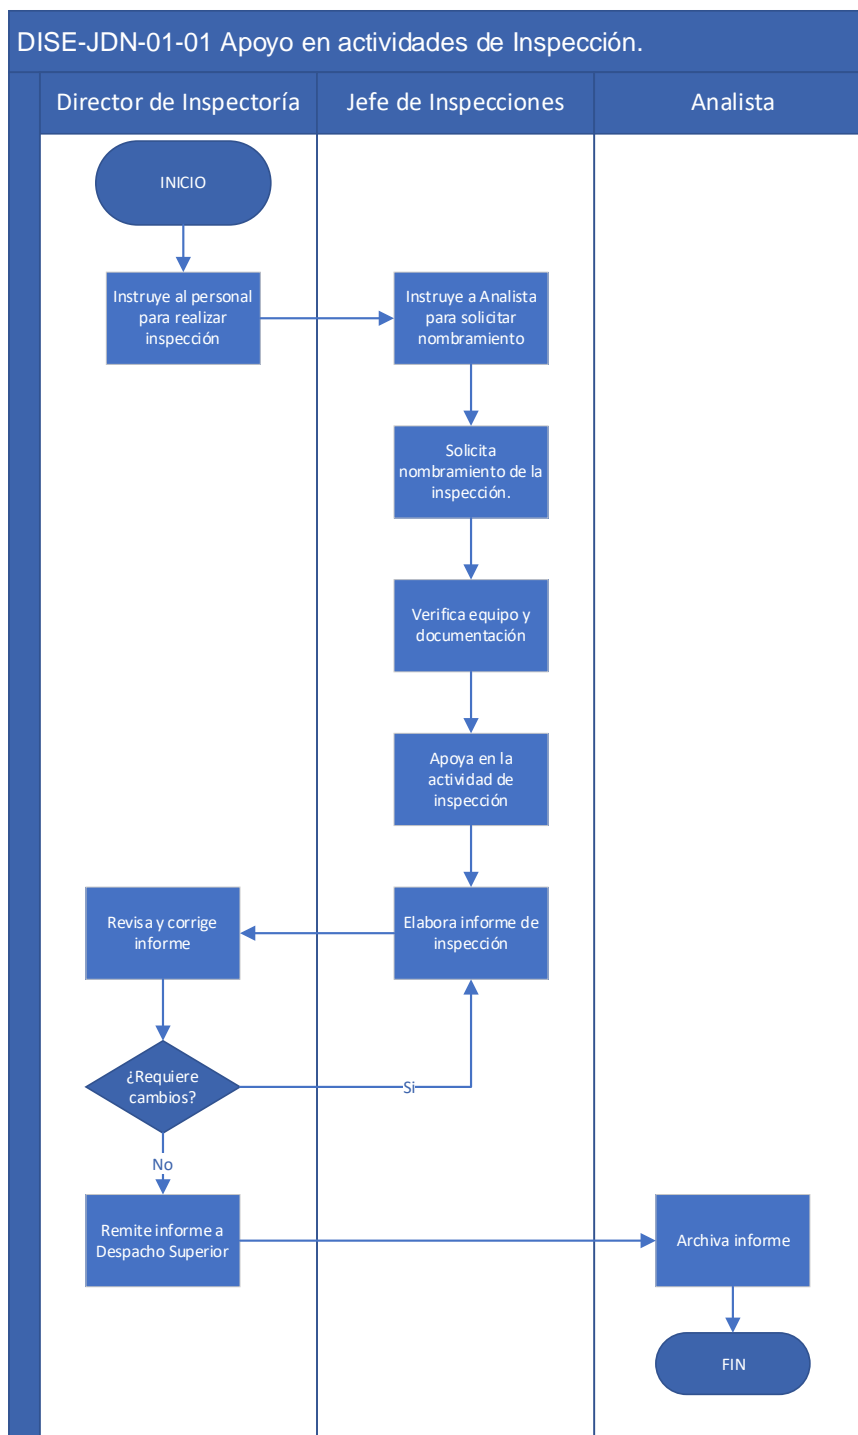 DISE-JDN-01-01 Apoyo en actividades de Inspección.
Director de Inspectoría
Jefe de Inspecciones
Analista
INICIO
Instruye al personal
para realizar
inspección
Instruye a Analista
para solicitar
nombramiento
Solicita
nombramiento de la
inspección.
Verifica equipo y
documentación
Apoya en la
actividad de
inspección
Elabora informe de
inspección
Revisa y corrige
informe
¿Requiere
cambios?
Si
No
Remite informe a
Despacho Superior
Archiva informe
FIN